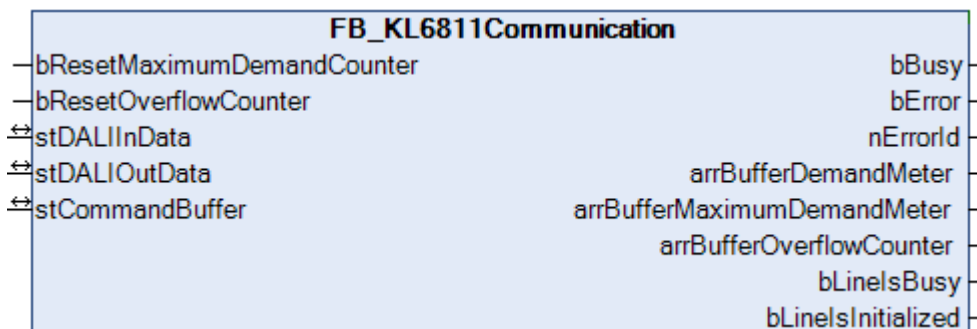 FB_KL6811Communication
bResetMaximumDemandCounter bBusy
bResetOverflowCounter bError
stDALIInData nErrorId
stDALIOutData arrBufferDemandMeter
stCommandBuffer arrBufferMaximumDemandMeter
arrBufferOverflowCounter
bLineIsBusy
bLineIsInitialized